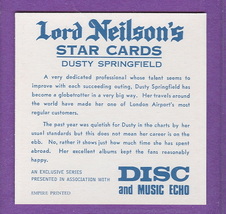 Lord Neilson's
STAR CARDS
DUSTY SPRINGFIELD
A very dedicated professional whose talent seems to
improve with each succeeding outing, Dusty Springfield has
become a globetrotter in a very big way. Her travels around
the world have made her one of London Airport's most
regular customers.
The past year was quietish for Dusty in the charts by her
usual standards but this does not mean her career is on the
ebb. No, rather it shows just how much time she has spent
abroad. Her excellent albums kept the fans reasonably
happy.
AN EXCLUSIVE SERIES
PRESENTED IN ASSOCIATION WITH
DISC
and MUSIC ECHO
EMPIRE PRINTED